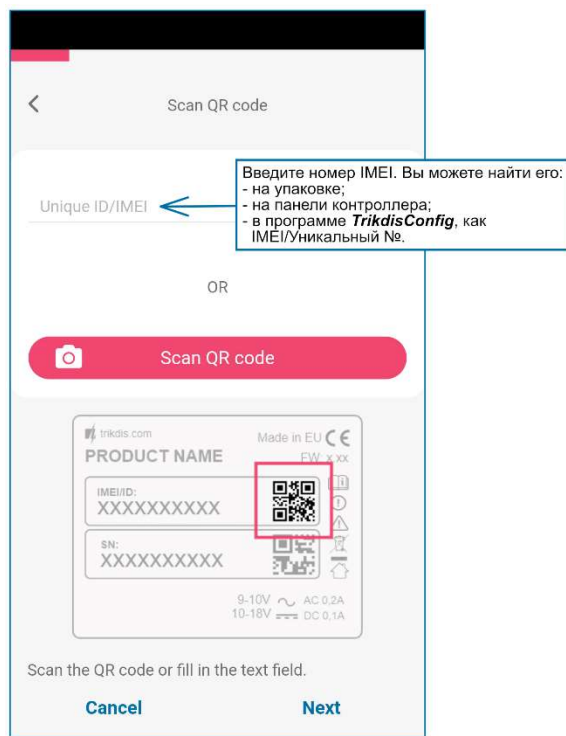 Scan QR code
Введите номер IMEI. Вы можете найти его:
- на упаковке;
- на панели контроллера;
- в программе TrikdisConfig, как
IMEI/Уникальный №.
Unique ID/IMEI
OR
Scan QR code
trikdis.com
Made in EU CE
PRODUCT NAME
FW: x xx
IMEI/ID:
XXXXXXXXXX
SN:
XXXXXXXXXX
9-10V AC 0,2A
10-18V DC 0,1A
Scan the QR code or fill in the text field.
Cancel Next